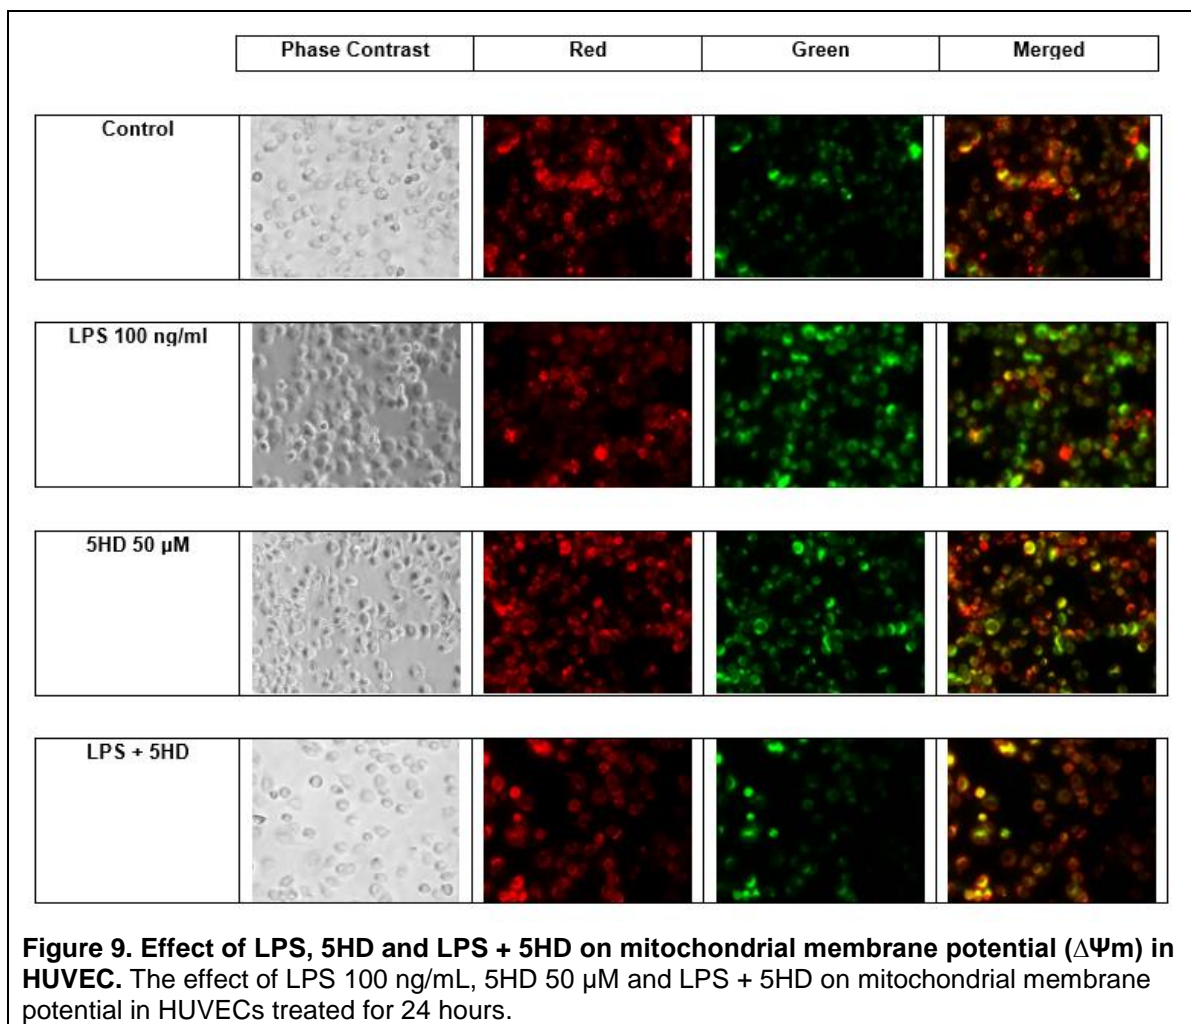 Phase Contrast Red Green Merged
Control
LPS 100 ng/ml
5HD 50 µM
LPS + 5HD
Figure 9. Effect of LPS, 5HD and LPS + 5HD on mitochondrial membrane potential (∆Ψm) in
HUVEC. The effect of LPS 100 ng/mL, 5HD 50 µM and LPS + 5HD on mitochondrial membrane
potential in HUVECs treated for 24 hours.